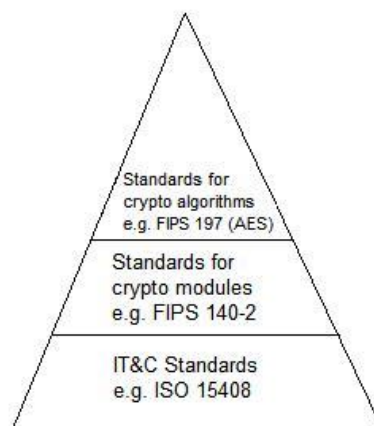 Standards for
crypto algorithms
e.g. FIPS 197 (AES)
Standards for
crypto modules
e.g. FIPS 140-2
IT&C Standards
e.g. ISO 15408